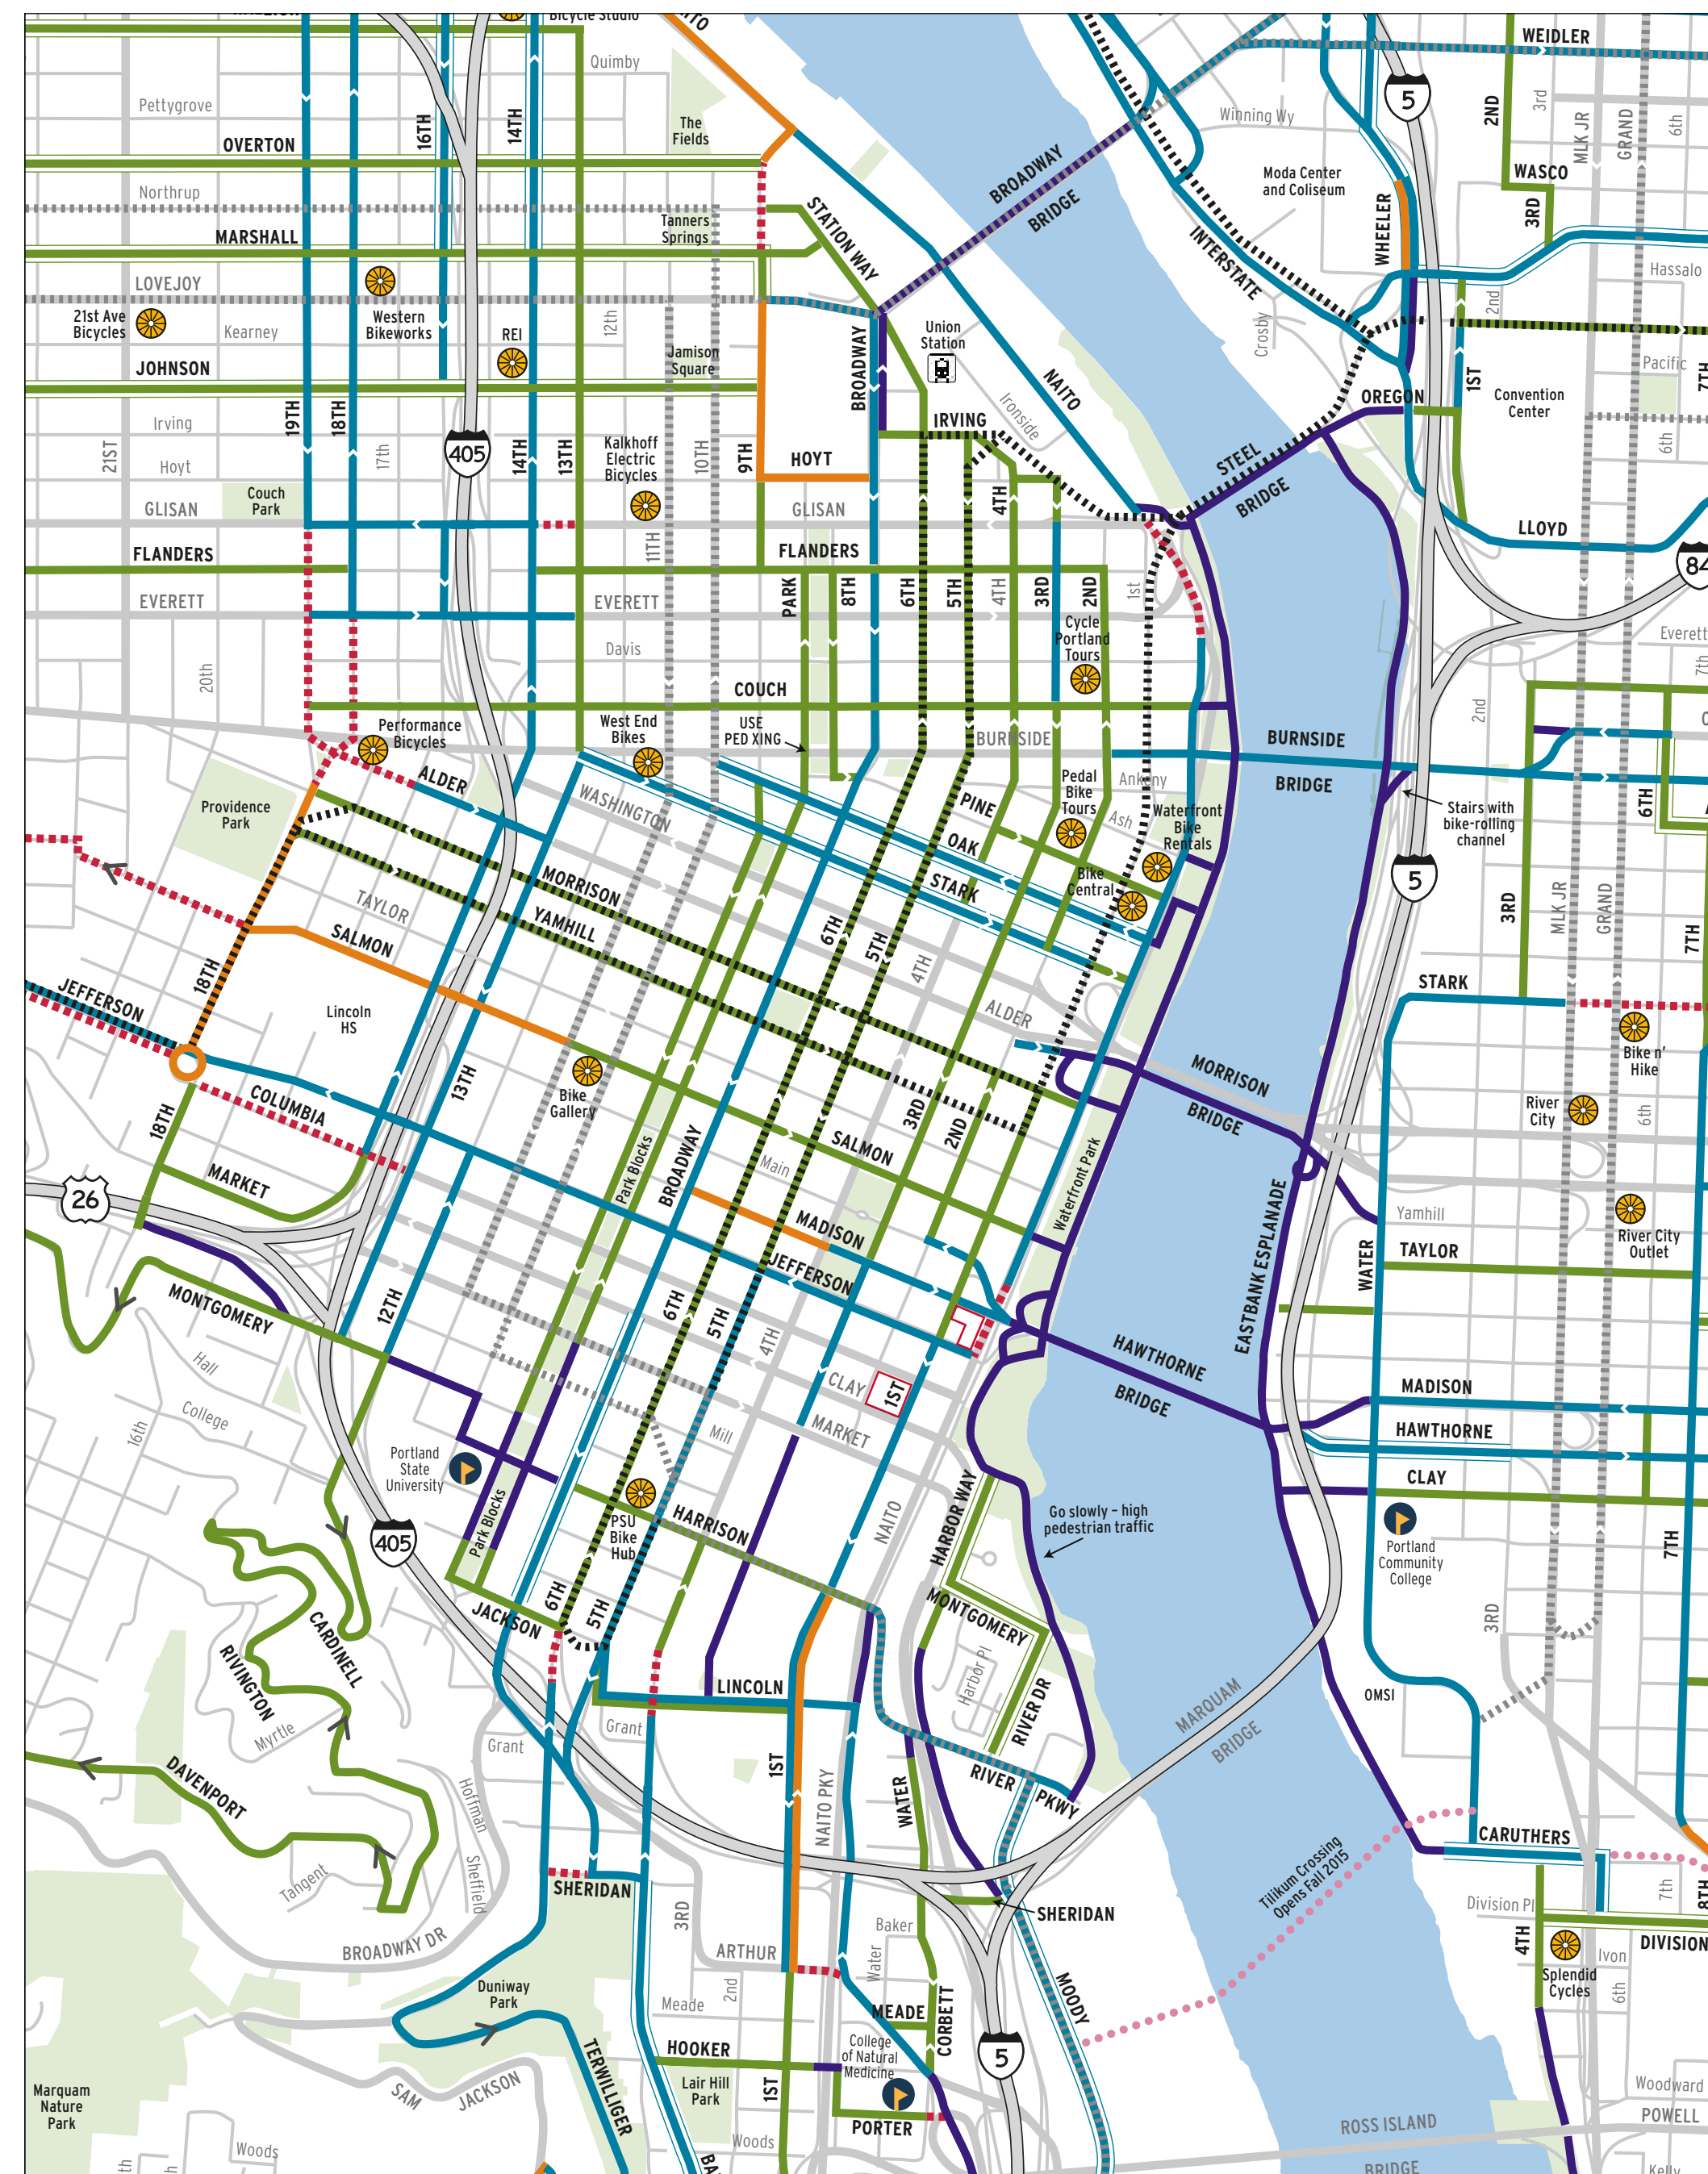 Bicycle Studio
Quimby
WEIDLER
Pettygrove
16TH
14TH
The
Fields
5
2ND
3rd
MLK JR
GRAND
6th
Winning Wy
OVERTON
BROADWAY
BRIDGE
Moda Center
and Coliseum
WASCO
Northrup
Tanners
Springs
STATION WAY
INTERSTATE
WHEELER
3RD
MARSHALL
Hassalo
LOVEJOY
21st Ave
Bicycles
Western
Bikeworks
Kearney
REI
12th
Union
Station
BROADWAY
Crosby
2nd
JOHNSON
Jamison
Square
NAITO
1ST
Pacific
7TH
Convention
Center
OREGON
Irving
IRVING
Ironside
19TH
18TH
17th
21ST
405
14TH
13TH
Kalkhoff
Electric
Bicycles
10TH
9TH
HOYT
Hoyt
STEEL
BRIDGE
6th
Couch
Park
GLISAN
GLISAN
4TH
LLOYD
FLANDERS
11TH
FLANDERS
84
EVERETT
EVERETT
PARK
8TH
6TH
5TH
4TH
3RD
2ND
1st
Cycle
Portland
Tours
Everett
7th
Davis
20th
COUCH
2nd
Performance
Bicycles
West End
Bikes
USE
PED XING
BURNSIDE
BURNSIDE
BRIDGE
ALDER
Ankeny
Pedal
Bike
Tours
PINE
Ash
Waterfront
Bike
Rentals
Stairs with
bike-rolling
channel
6TH
Providence
Park
WASHINGTON
OAK
STARK
Bike
Central
5
MORRISON
TAYLOR
YAMHILL
SALMON
6TH
5TH
4TH
3RD
MLK JR
GRAND
7TH
18TH
JEFFERSON
Lincoln
HS
ALDER
STARK
Bike n'
Hike
MORRISON
BRIDGE
13TH
COLUMBIA
Bike
Gallery
River
City
6th
18TH
3RD
2ND
SALMON
Park Blocks
BROADWAY
Main
Waterfront Park
MARKET
26
EASTBANK ESPLANADE
Yamhill
River City
Outlet
WATER
TAYLOR
MADISON
JEFFERSON
MONTGOMERY
12TH
6TH
5TH
4TH
Hall
HAWTHORNE
BRIDGE
MADISON
CLAY
1ST
HAWTHORNE
College
16th
MARKET
Mill
Portland
State
University
CLAY
Park Blocks
NAITO
HARBOR WAY
Go slowly – high
pedestrian traffic
Portland
Community
College
7TH
405
PSU
Bike
Hub
HARRISON
6TH
5TH
JACKSON
MONTGOMERY
3RD
CARDINELL
RIVINGTON
Harbor Pl
RIVER DR
LINCOLN
OMSI
MARQUAM
BRIDGE
Myrtle
Grant
Grant
Hoffman
1ST
NAITO PKY
WATER
RIVER
PKWY
DAVENPORT
Tilikum Crossing
Opens Fall 2015
CARUTHERS
Tangent
Sheffield
SHERIDAN
3RD
SHERIDAN
Division Pl
7th
8TH
Baker
BROADWAY DR
ARTHUR
Water
4TH
DIVISION
Ivon
6th
Splendid
Cycles
Duniway
Park
2nd
Meade
MEADE
CORBETT
MOODY
5
HOOKER
College
of Natural
Medicine
SAM
JACKSON
TERWILLIGER
Lair Hill
Park
1ST
Marquam
Nature
Park
PORTER
Woods
Woods
ROSS ISLAND
BRIDGE
Woodward
POWELL
Kelly